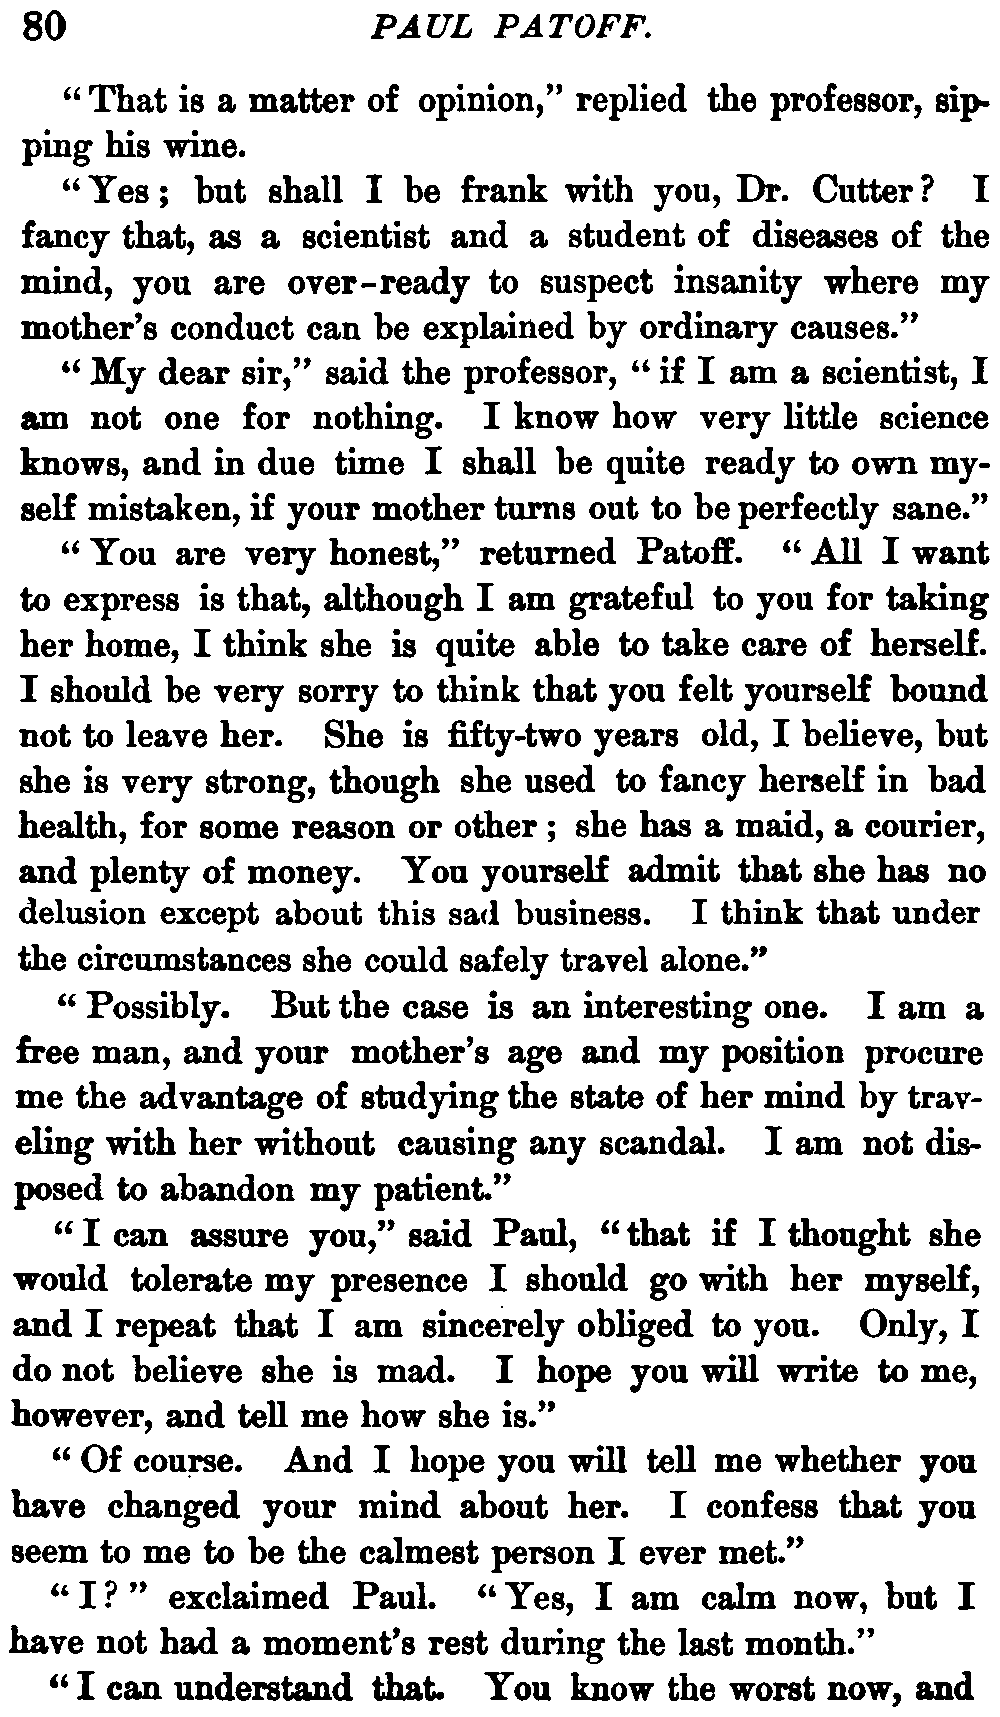 80 PAUL PATOFF.
"That is a matter of opinion," replied the professor, sip-
ping his wine.
"Yes; but shall I be frank with you, Dr. Cutter? I
fancy that, as a scientist and a student of diseases of the
mind, you are over-ready to suspect insanity where my
mother's conduct can be explained by ordinary causes."
"My dear sir," said the professor, "if I am a scientist, I
am not one for nothing. I know how very little science
knows, and in due time I shall be quite ready to own my-
self mistaken, if your mother turns out to be perfectly sane."
"You are very honest," returned Patoff. "All I want
to express is that, although I am grateful to you for taking
her home, I think she is quite able to take care of herself.
I should be very sorry to think that you felt yourself bound
not to leave her. She is fifty-two years old, I believe, but
she is very strong, though she used to fancy herself in bad
health, for some reason or other; she has a maid, a courier,
and plenty of money. You yourself admit that she has no
delusion except about this sad business. I think that under
the circumstances she could safely travel alone."
"Possibly. But the case is an interesting one. I am a
free man, and your mother's age and my position procure
me the advantage of studying the state of her mind by trav-
eling with her without causing any scandal. I am not dis-
posed to abandon my patient."
"I can assure you," said Paul, "that if I thought she
would tolerate my presence I should go with her myself,
and I repeat that I am sincerely obliged to you. Only, I
do not believe she is mad. I hope you will write to me,
however, and tell me how she is."
"Of course. And I hope you will tell me whether you
have changed your mind about her. I confess that you
seem to me to be the calmest person I ever met."
"I?" exclaimed Paul. "Yes, I am calm now, but I
have not had a moment's rest during the last month."
"I can understand that. You know the worst now, and